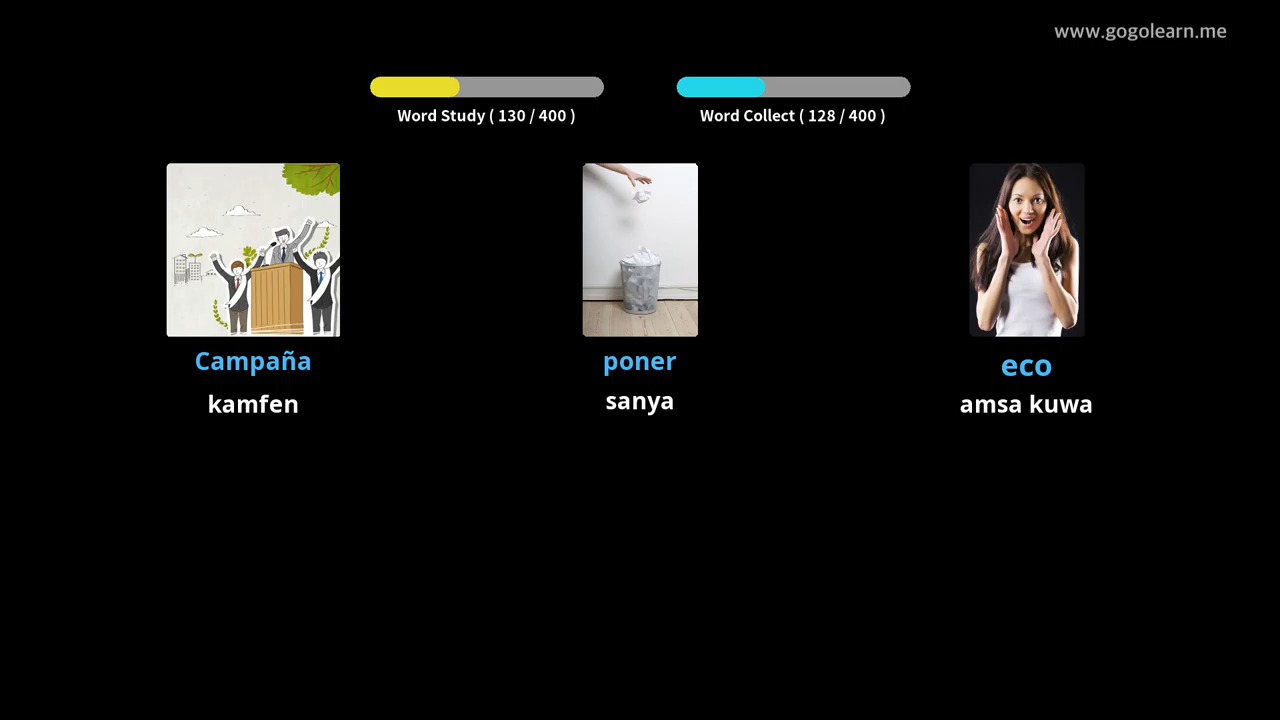 www.gogolearn.me
Word Study ( 130 / 400 )
Word Collect ( 128 / 400 )
Campaña
poner
eco
kamfen
sanya
amsa kuwa